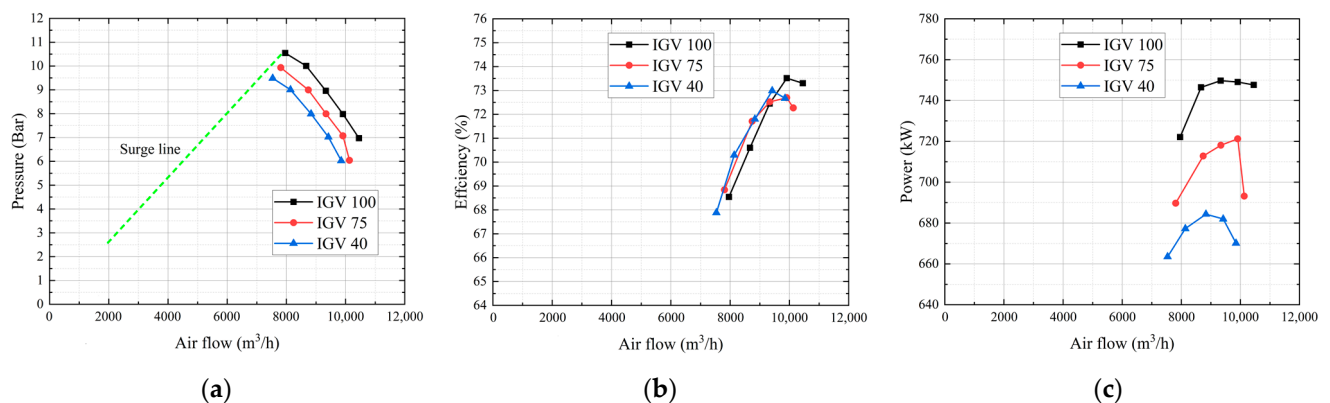 Pressure (Bar)
12
11
10
9
8
7
6
5
4
3
2
1
0
Surge line
IGV 100
IGV 75
IGV 40
0 2000 4000 6000 8000 10,000 12,000
Air flow (m³/h)
(a)
Effciency (%)
76
75
74
73
72
71
70
69
68
67
66
65
64
IGV 100
IGV 75
IGV 40
0 2000 4000 6000 8000 10,000 12,000
Air flow (m³/h)
(b)
Power (kW)
780
760
740
720
700
680
660
640
IGV 100
IGV 75
IGV 40
0 2000 4000 6000 8000 10,000 12,000
Air flow (m³/h)
(c)